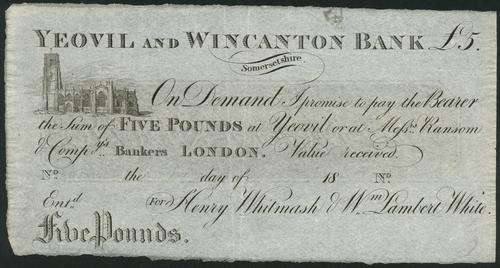 YEOVIL AND WINCANTON BANK £5.
Somersetshire
On Demand I promise to pay the Bearer
the Sum of FIVE POUNDS at Yeovil or at Messrs. Ransom
& Compys. Bankers LONDON. Value received.
No. the day of 18 No.
Entd. (For) Henry Whitmash & Wm. Lambert White.
Five Pounds.